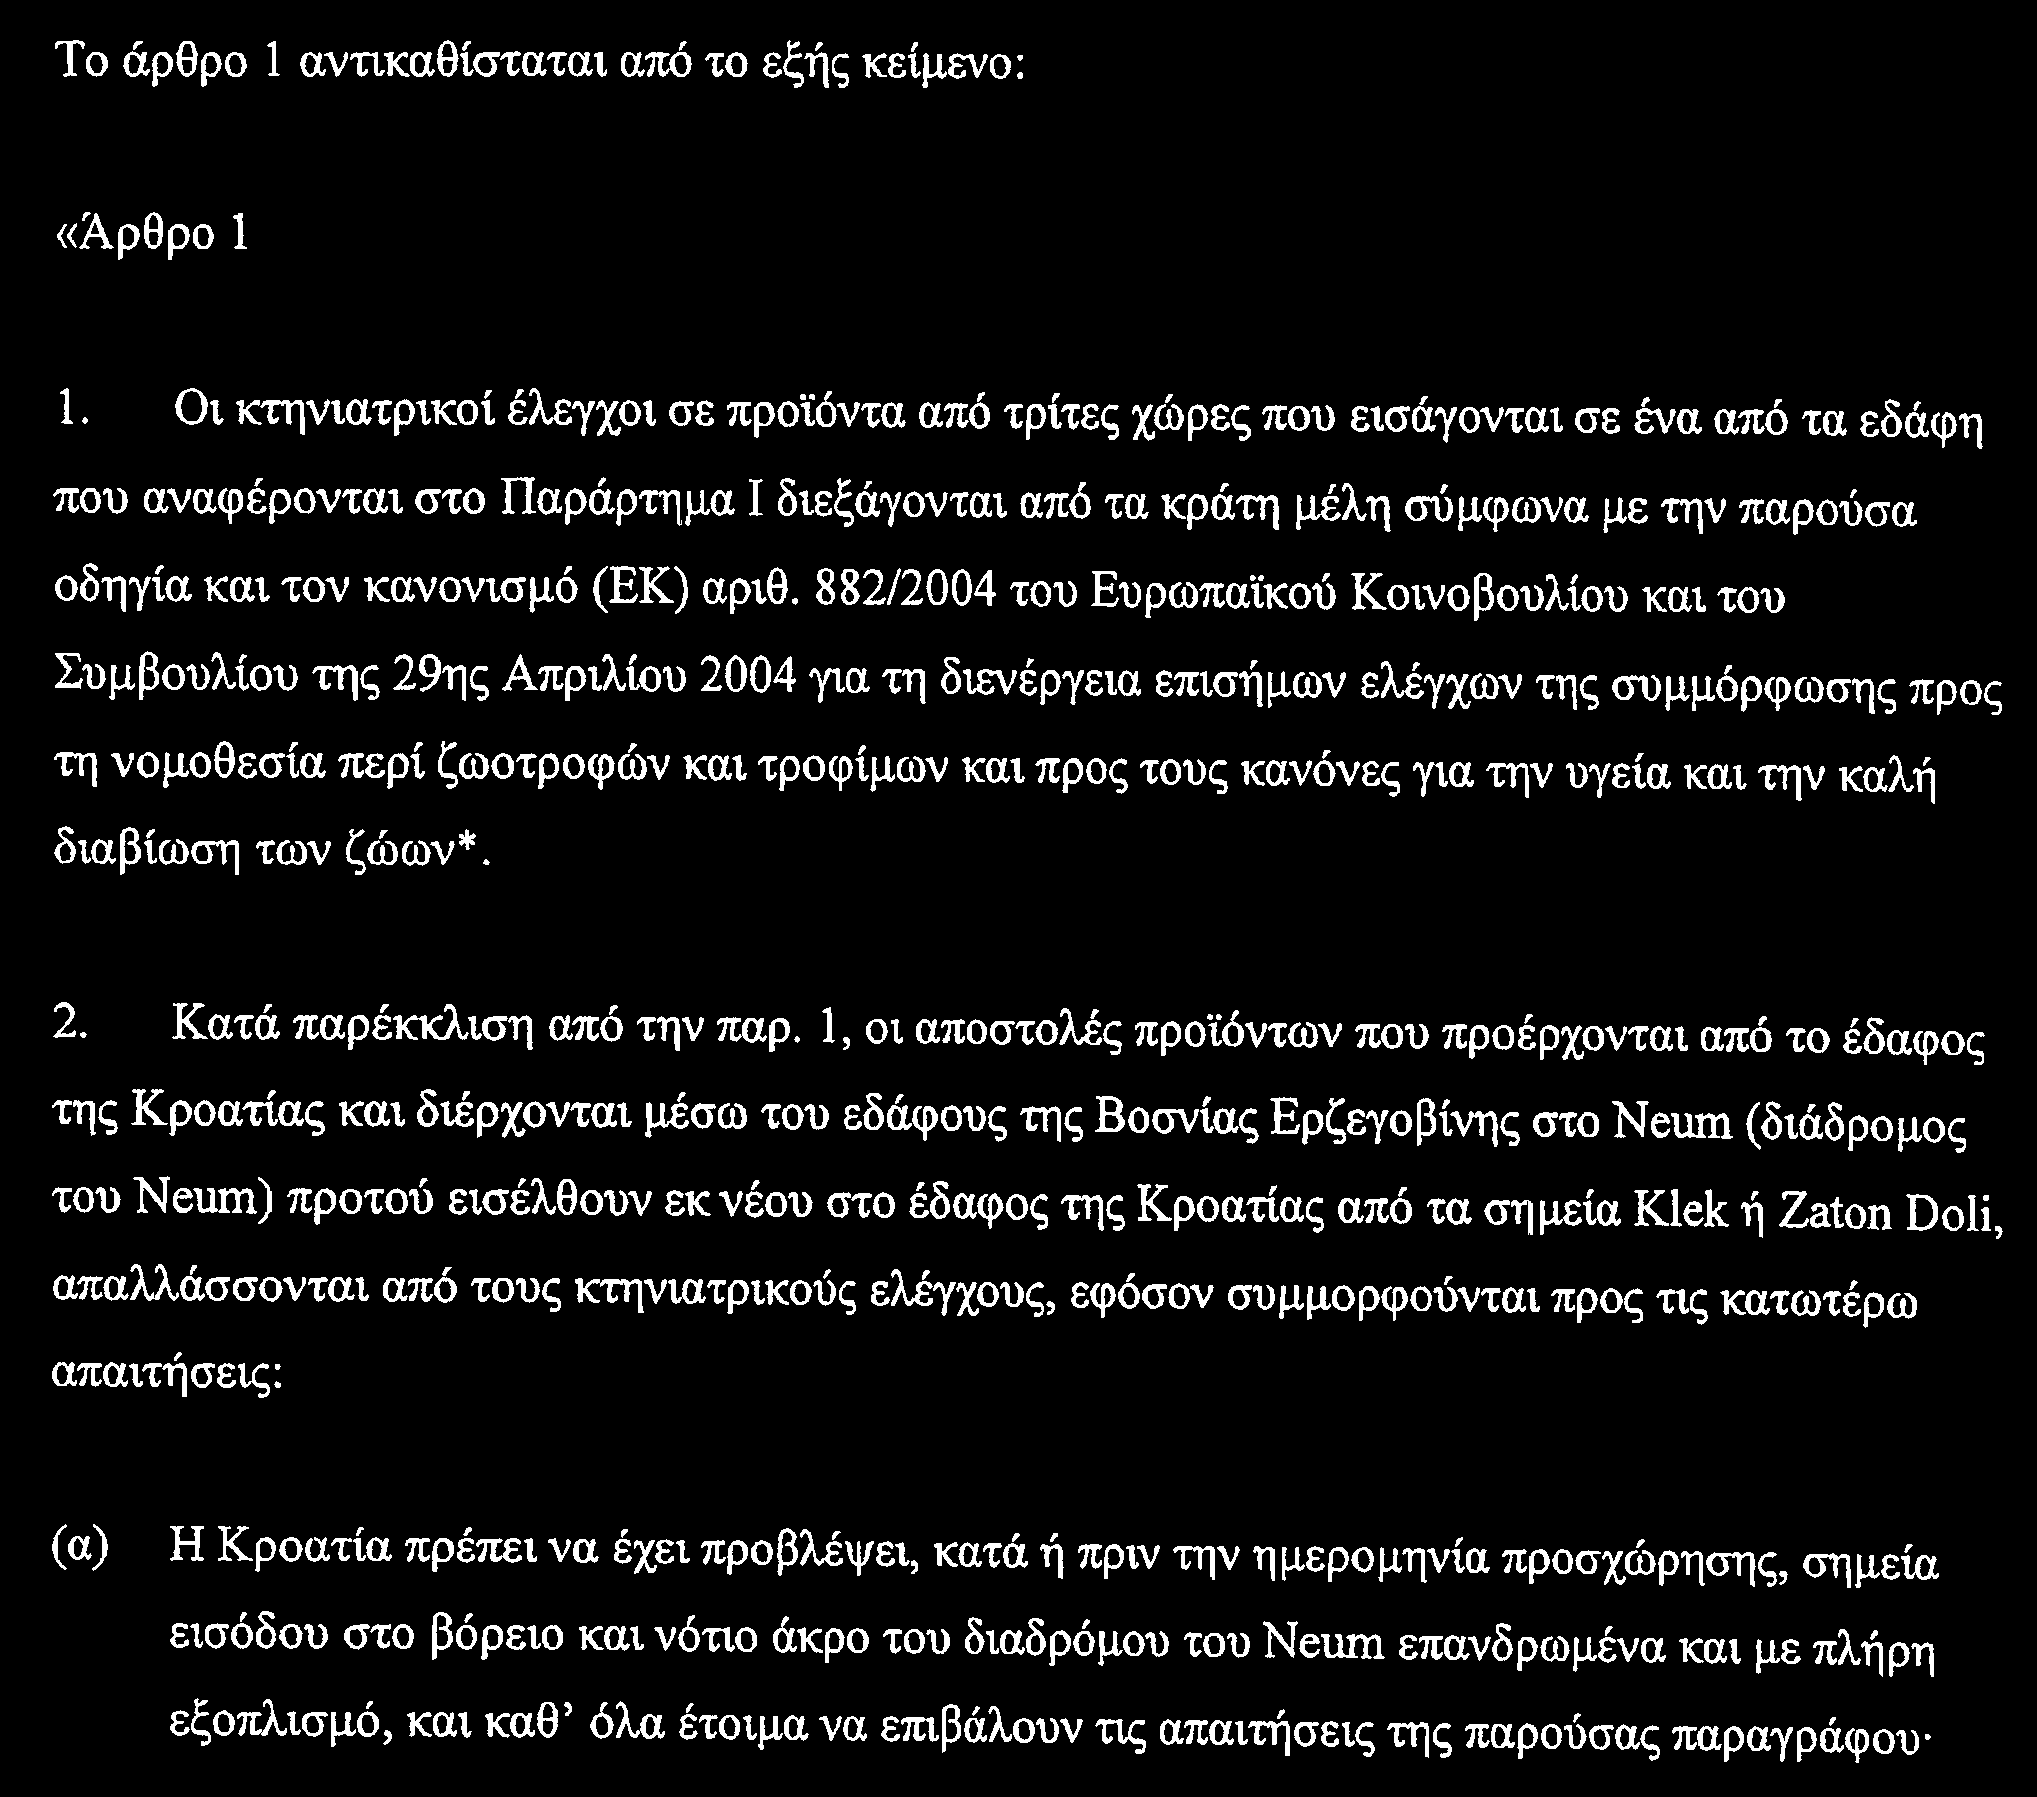 Το άρθρο 1 αντικαθίσταται από το εξής κείμενο:
«Άρθρο 1
1. Οι κτηνιατρικοί έλεγχοι σε προϊόντα από τρίτες χώρες που εισάγονται σε ένα από τα εδάφη
που αναφέρονται στο Παράρτημα Ι διεξάγονται από τα κράτη μέλη σύμφωνα με την παρούσα
οδηγία και τον κανονισμό (ΕΚ) αριθ. 882/2004 του Ευρωπαϊκού Κοινοβουλίου και του
Συμβουλίου της 29ης Απριλίου 2004 για τη διενέργεια επισήμων ελέγχων της συμμόρφωσης προς
τη νομοθεσία περί ζωοτροφών και τροφίμων και προς τους κανόνες για την υγεία και την καλή
διαβίωση των ζώων*.
2. Κατά παρέκκλιση από την παρ. 1, οι αποστολές προϊόντων που προέρχονται από το έδαφος
της Κροατίας και διέρχονται μέσω του εδάφους της Βοσνίας Ερζεγοβίνης στο Neum (διάδρομος
του Neum) προτού εισέλθουν εκ νέου στο έδαφος της Κροατίας από τα σημεία Klek ή Zaton Doli,
απαλλάσσονται από τους κτηνιατρικούς ελέγχους, εφόσον συμμορφούνται προς τις κατωτέρω
απαιτήσεις:
(α) Η Κροατία πρέπει να έχει προβλέψει, κατά ή πριν την ημερομηνία προσχώρησης, σημεία
εισόδου στο βόρειο και νότιο άκρο του διαδρόμου του Neum επανδρωμένα και με πλήρη
εξοπλισμό, και καθ’ όλα έτοιμα να επιβάλουν τις απαιτήσεις της παρούσας παραγράφου·